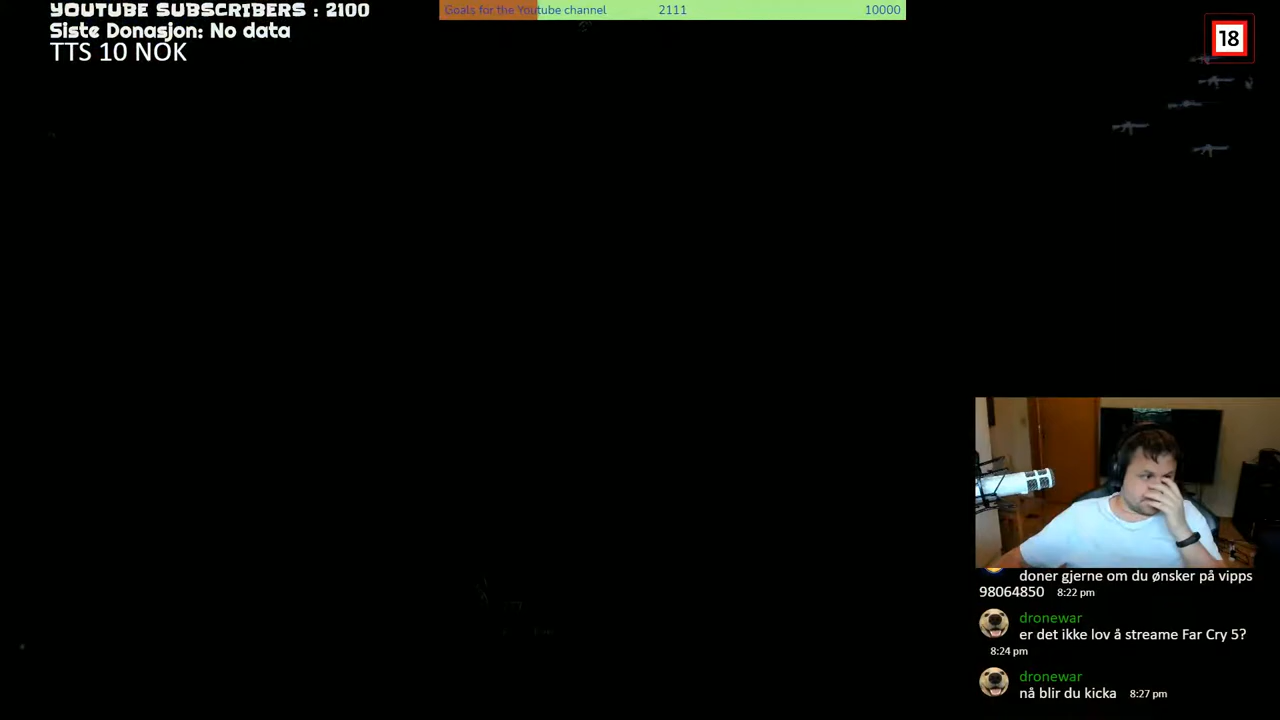 YOUTUBE SUBSCRIBERS : 2100
Siste Donasjon: No data
TTS 10 NOK
Goals for the Youtube channel 2111 10000
18
doner gjerne om du ønsker på vipps
98064850 8:22 pm
dronewar
er det ikke lov å streame Far Cry 5?
8:24 pm
dronewar
nå blir du kicka 8:27 pm